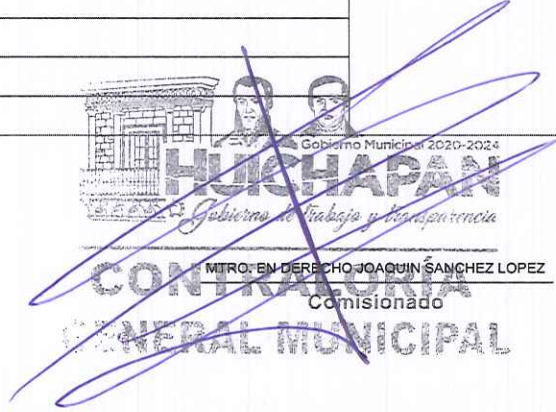 Gobierno Municipal 2020-2024
HUICHAPAN
Gobierno de trabajo y transparencia
CONTRALORÍA
MTRO. EN DERECHO JOAQUIN SANCHEZ LOPEZ
Comisionado
GENERAL MUNICIPAL